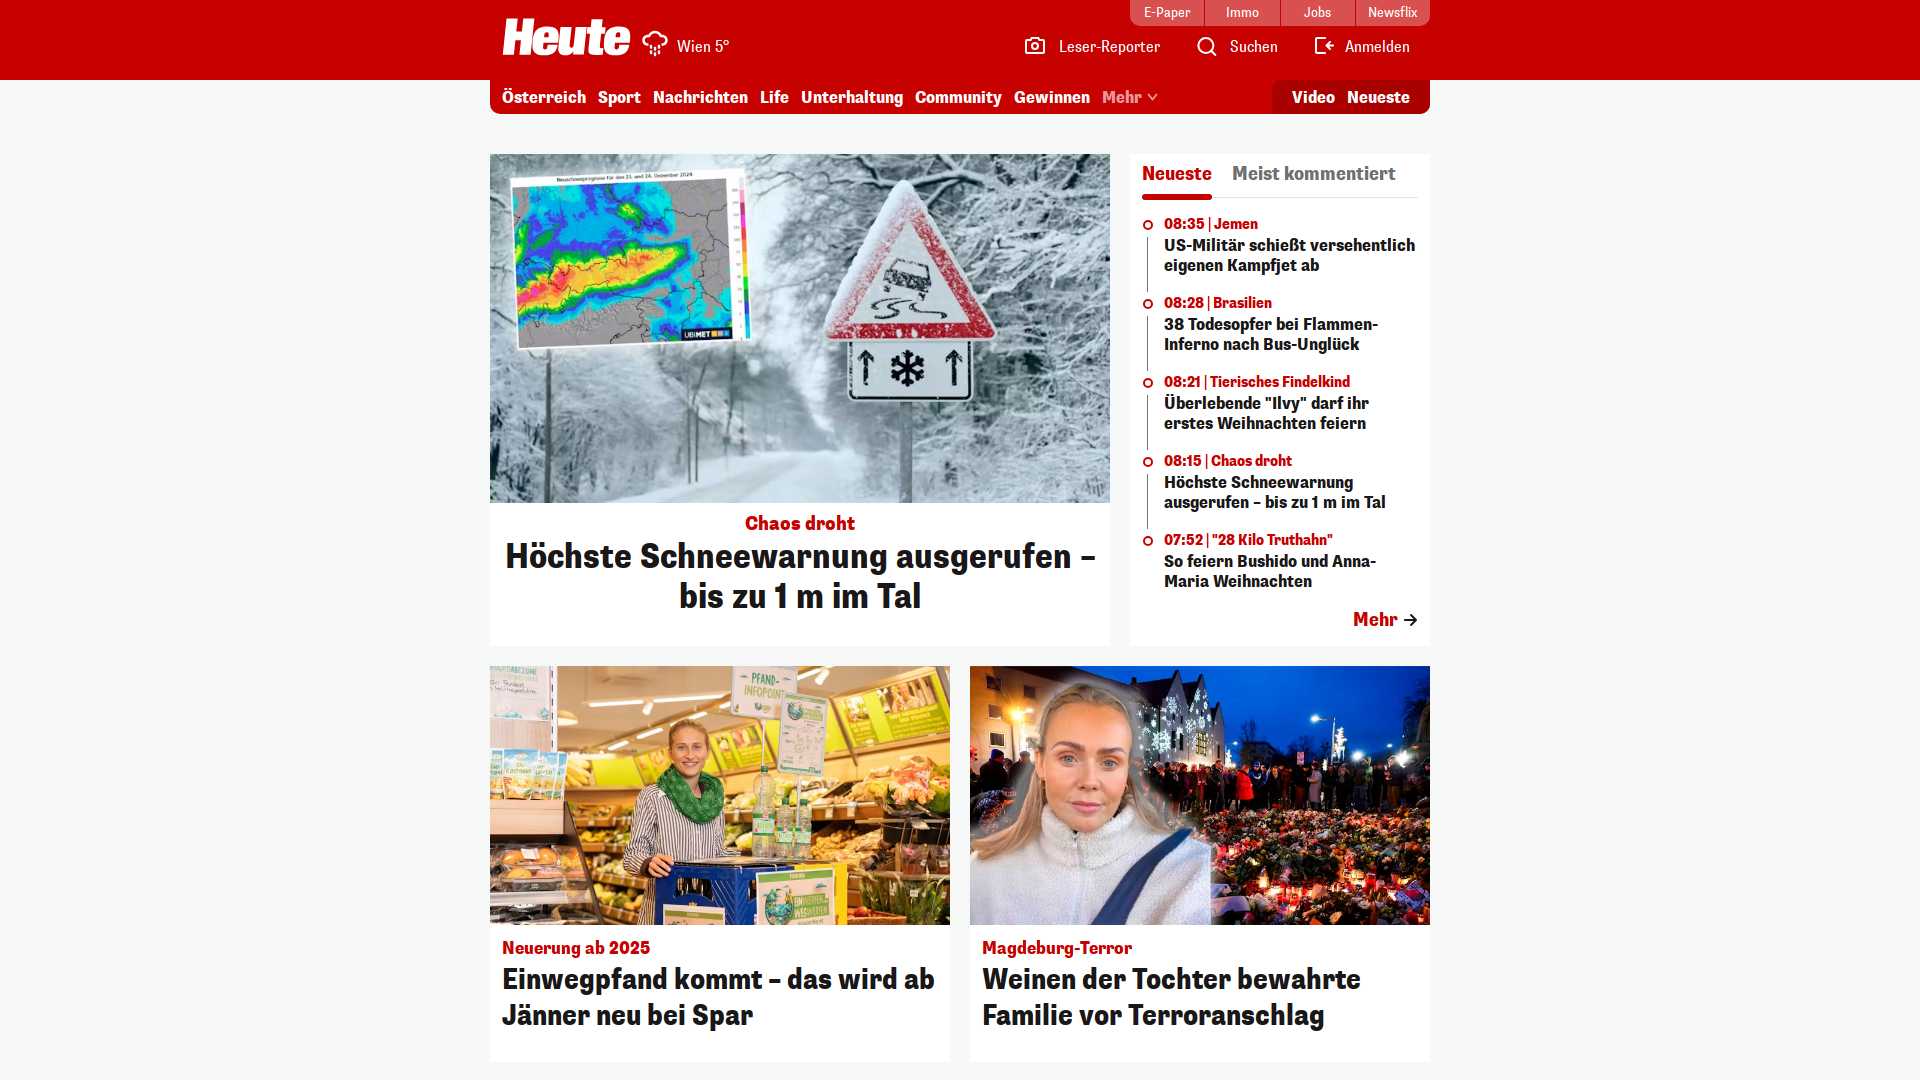 E-Paper
Immo
Jobs
Newsflix
Heute
Wien 5°
Leser-Reporter
Suchen
Anmelden
Österreich
Sport
Nachrichten
Life
Unterhaltung
Community
Gewinnen
Mehr
Video
Neueste
Neuschneeprognose für den 23. und 24. Dezember 2024
UBIMET
Chaos droht
Höchste Schneewarnung ausgerufen –
bis zu 1 m im Tal
Neueste
Meist kommentiert
08:35 | Jemen
US-Militär schießt versehentlich
eigenen Kampfjet ab
08:28 | Brasilien
38 Todesopfer bei Flammen-
Inferno nach Bus-Unglück
08:21 | Tierisches Findelkind
Überlebende "Ilvy" darf ihr
erstes Weihnachten feiern
08:15 | Chaos droht
Höchste Schneewarnung
ausgerufen – bis zu 1 m im Tal
07:52 | "28 Kilo Truthahn"
So feiern Bushido und Anna-
Maria Weihnachten
Mehr
PFAND-
INFOPOINT
Neuerung ab 2025
Einwegpfand kommt – das wird ab
Jänner neu bei Spar
Magdeburg-Terror
Weinen der Tochter bewahrte
Familie vor Terroranschlag